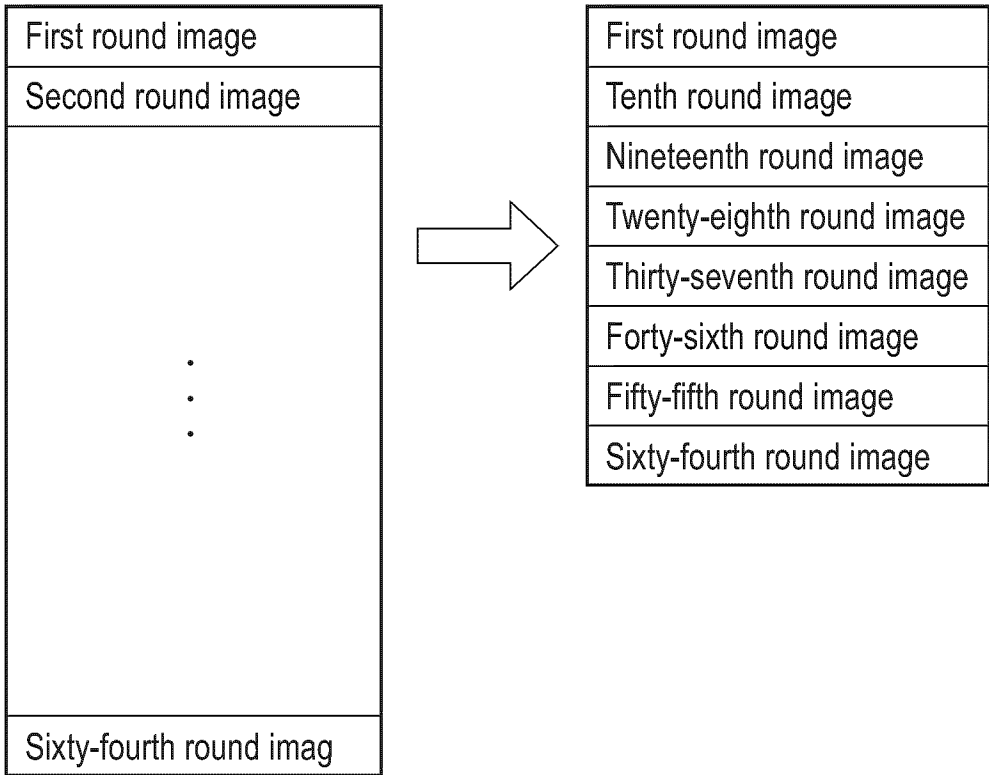 First round image
Second round image
Sixty-fourth round imag
First round image
Tenth round image
Nineteenth round image
Twenty-eighth round image
Thirty-seventh round image
Forty-sixth round image
Fifty-fifth round image
Sixty-fourth round image